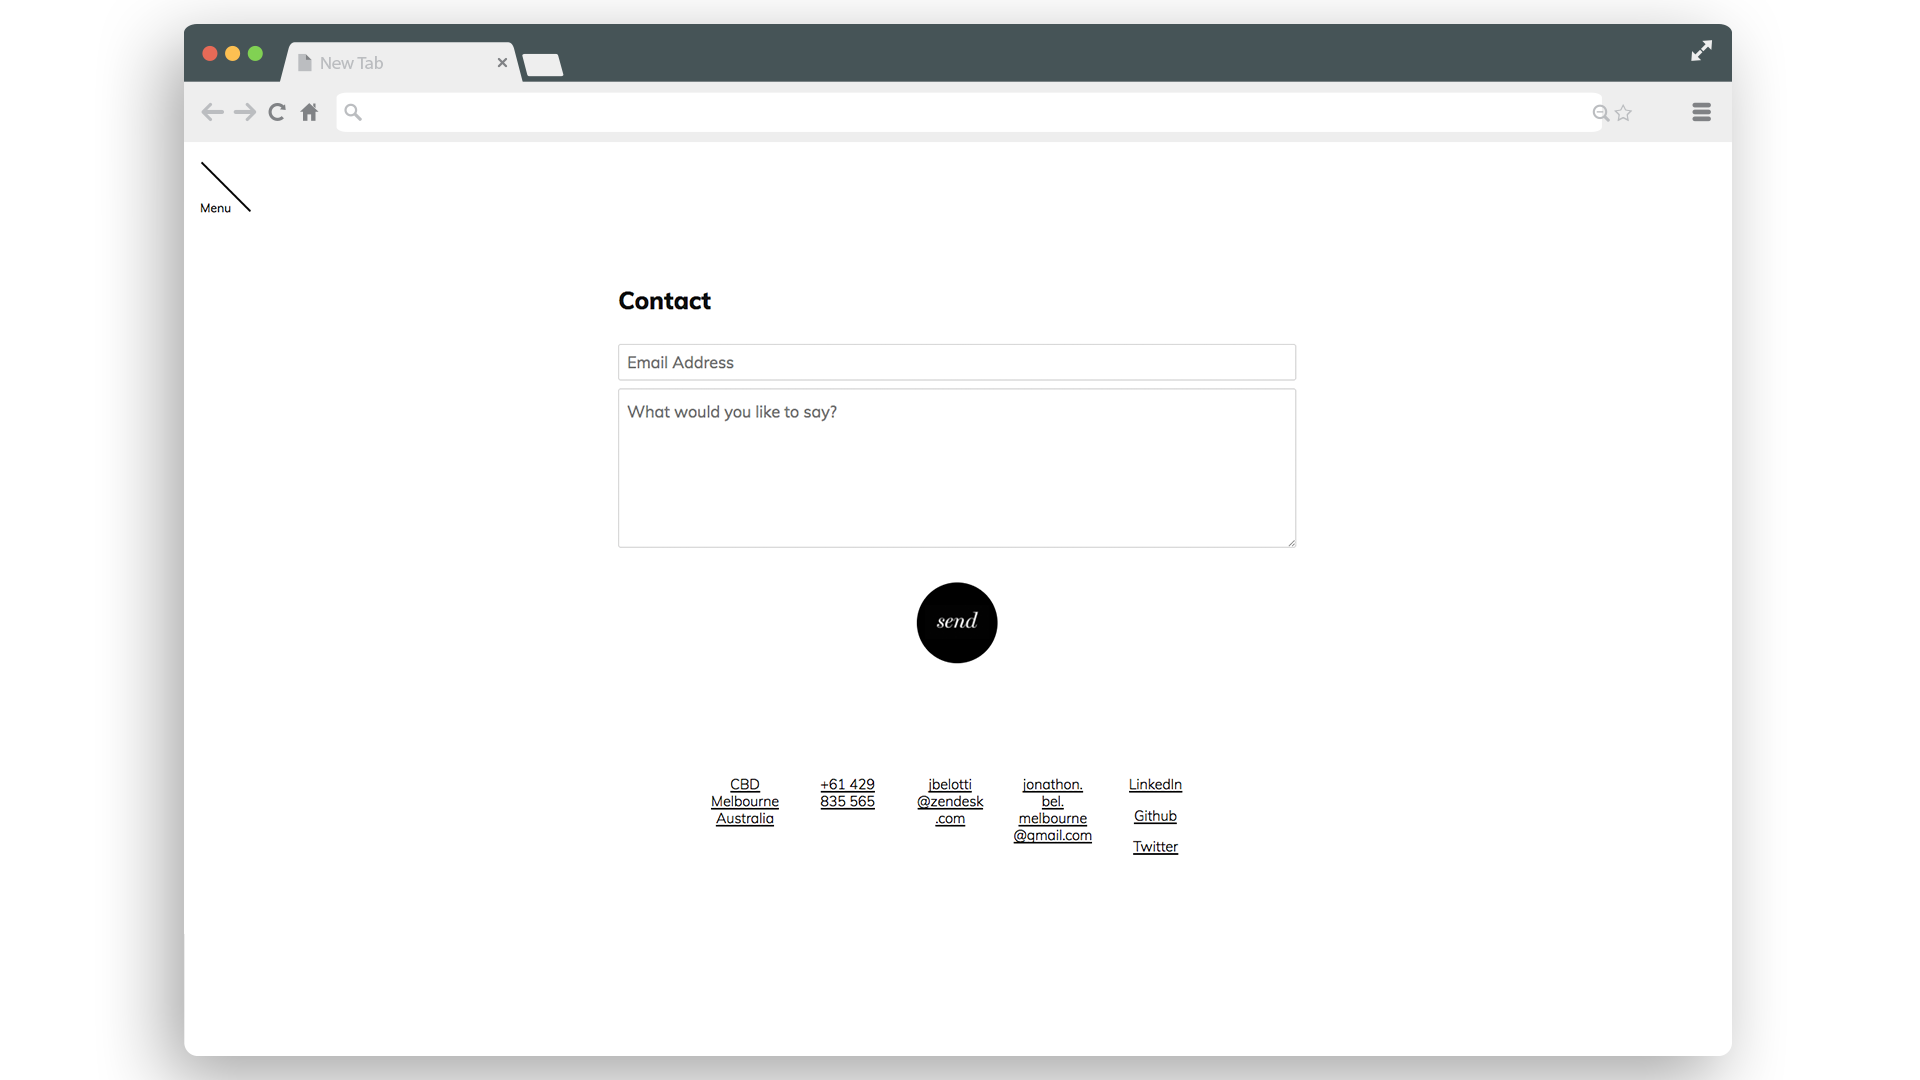 New Tab
Menu
Contact
Email Address
What would you like to say?
send
CBD
Melbourne
Australia
+61 429
835 565
jbelotti
@zendesk
.com
jonathon.
bel.
melbourne
@gmail.com
LinkedIn
Github
Twitter